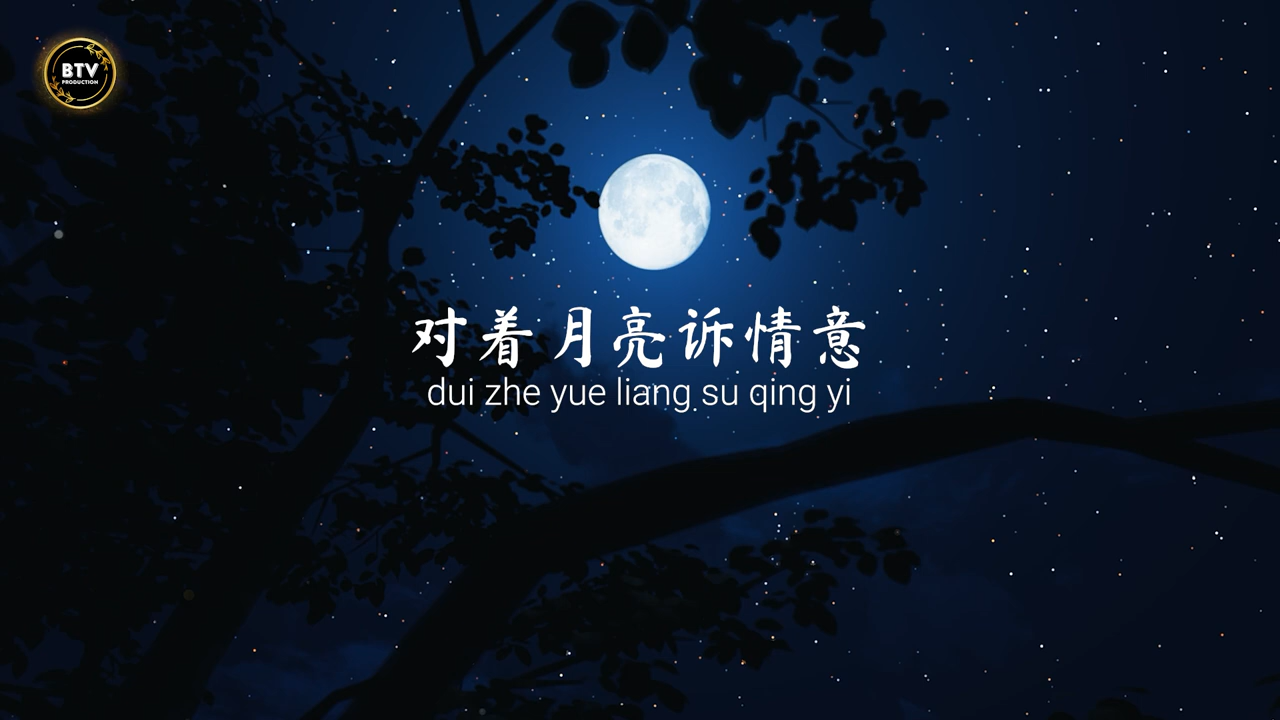 BTV
PRODUCTION
对着月亮诉情意
dui zhe yue liang su qing yi